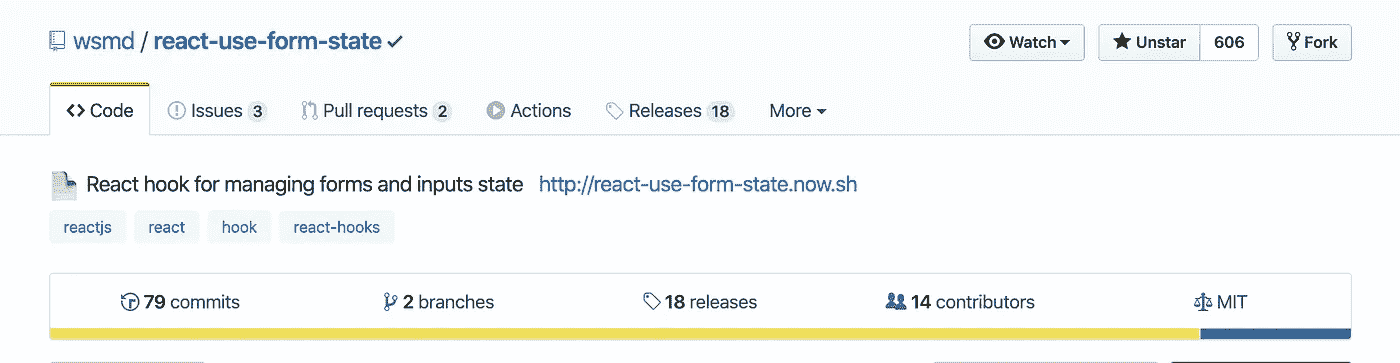 wsmd / react-use-form-state
Watch Unstar 606 Fork
Code Issues 3 Pull requests 2 Actions Releases 18 More
React hook for managing forms and inputs state http://react-use-form-state.now.sh
reactjs react hook react-hooks
79 commits 2 branches 18 releases 14 contributors MIT